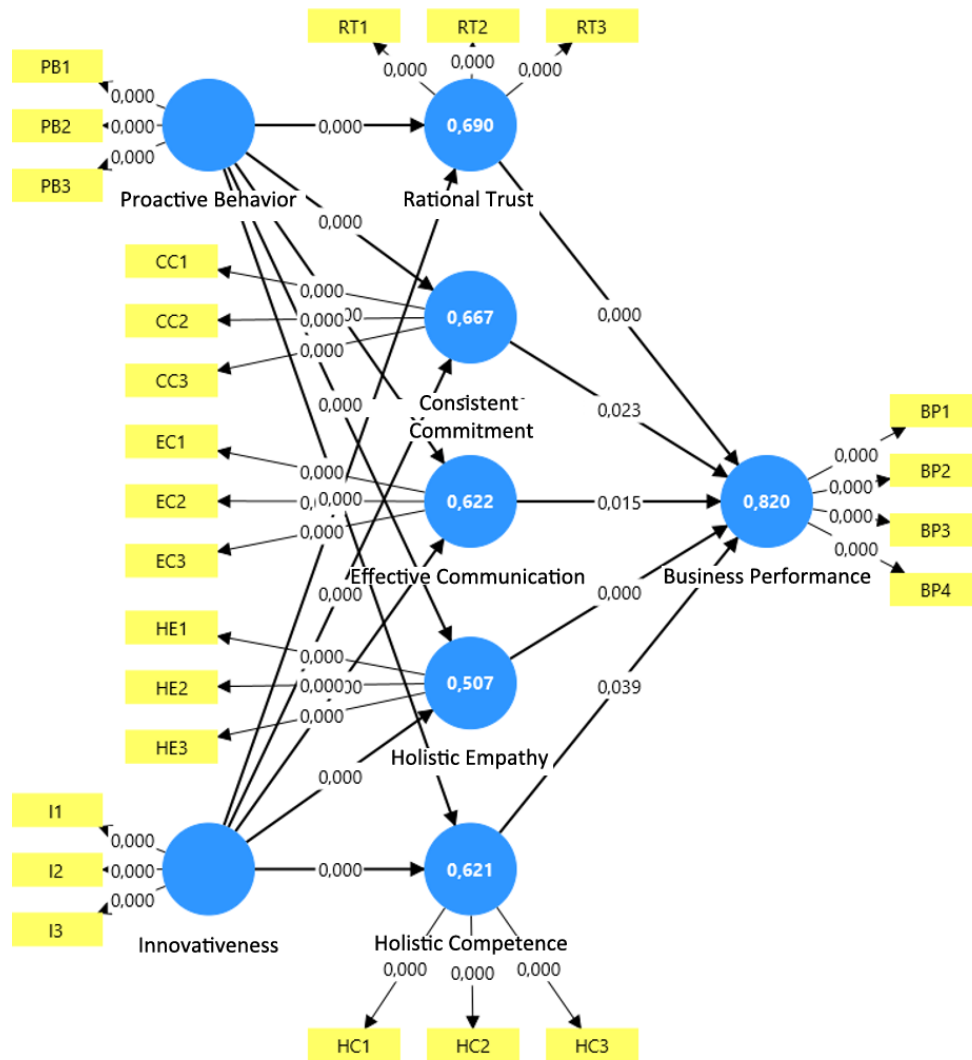 RT1
RT2
RT3
0,000
0,000
0,000
PB1
PB2
PB3
0,000
0,000
0,000
0,000
0,690
Proactive Behavior
Rational Trust
0,000
CC1
CC2
CC3
0,000
0,000
0,000
0,667
0,000
Consistent
Commitment
0,023
0,000
EC1
EC2
EC3
0,000
0,000
0,000
0,622
0,015
Effective Communication
0,820
Business Performance
BP1
BP2
BP3
BP4
0,000
0,000
0,000
0,000
0,000
0,000
HE1
HE2
HE3
0,000
0,000
0,507
0,039
Holistic Empathy
0,000
I1
I2
I3
0,000
0,000
0,000
0,000
0,621
Innovativeness
Holistic Competence
0,000
0,000
0,000
HC1
HC2
HC3